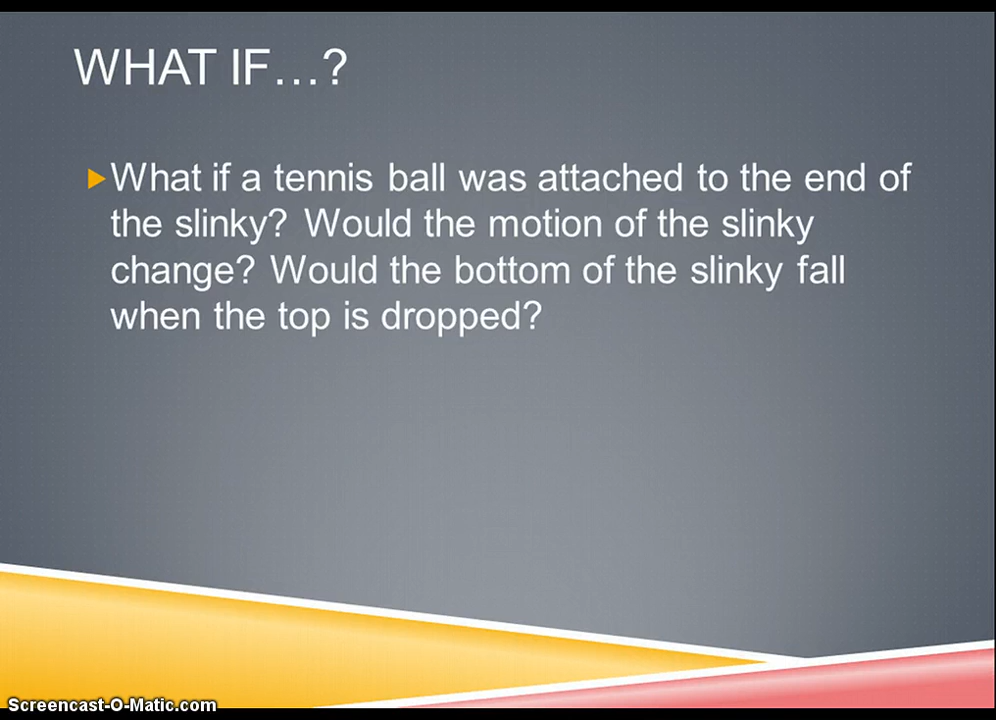 WHAT IF…?
What if a tennis ball was attached to the end of
the slinky? Would the motion of the slinky
change? Would the bottom of the slinky fall
when the top is dropped?
Screencast-O-Matic.com